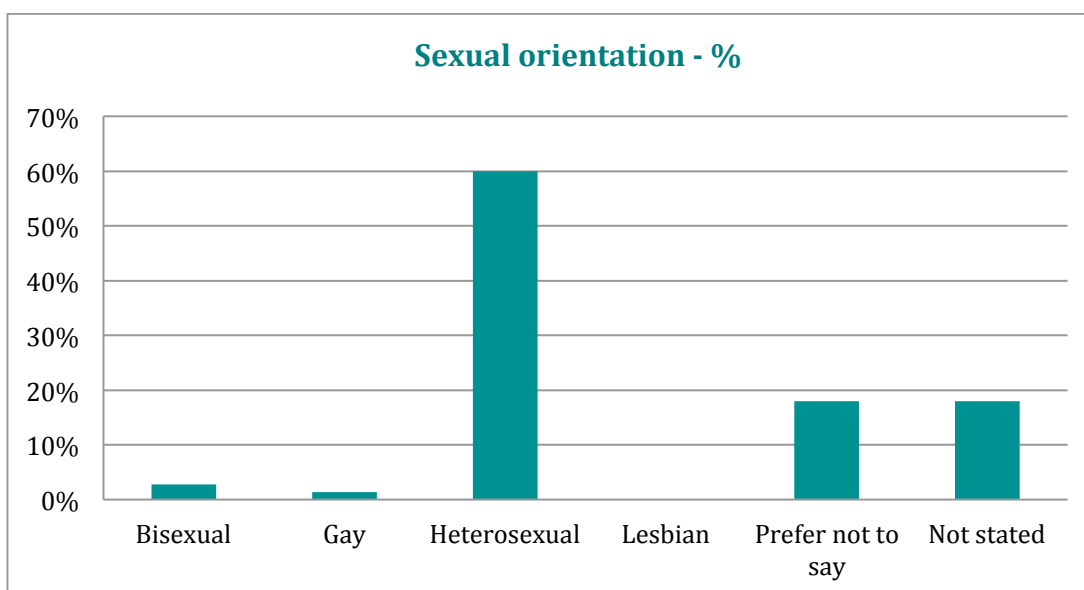 Sexual orientation - %
70%
60%
50%
40%
30%
20%
10%
0%
Bisexual
Gay
Heterosexual
Lesbian
Prefer not to
say
Not stated